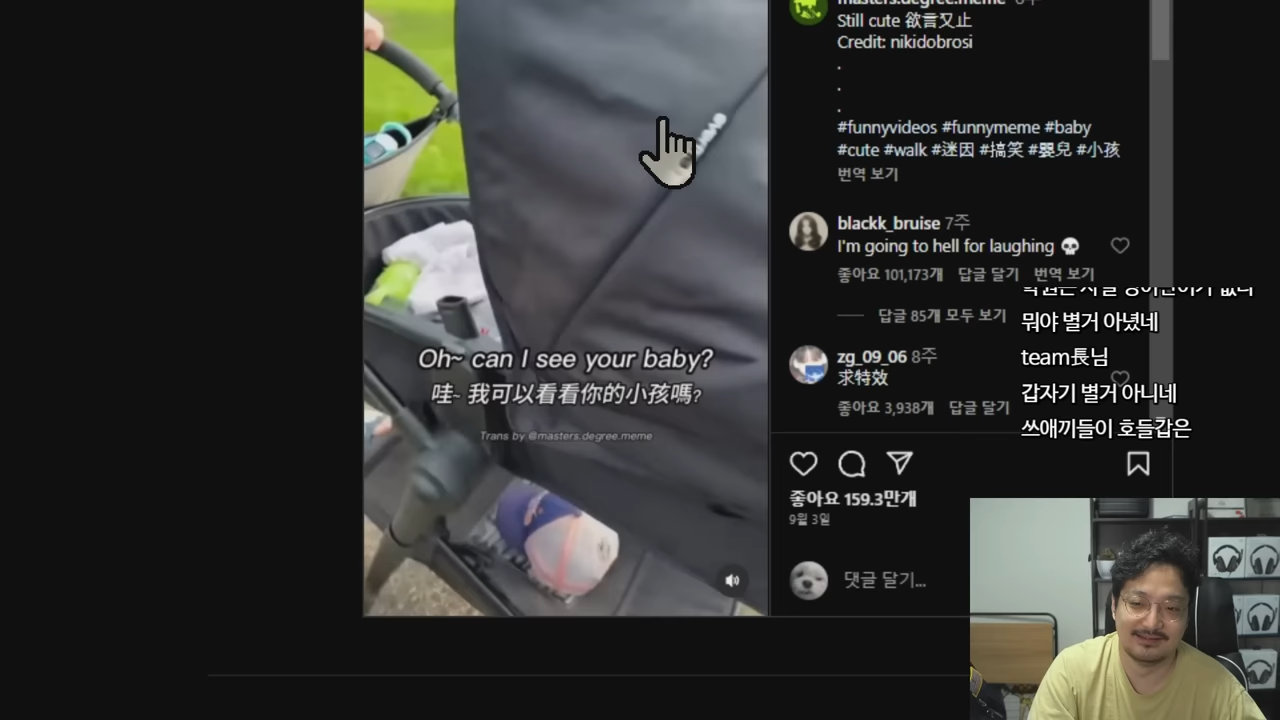 masters.degree.meme 8주
Still cute 欲言又止
Credit: nikidobrosi
.
.
.
#funnyvideos #funnymeme #baby
#cute #walk #迷因 #搞笑 #嬰兒 #小孩
번역 보기
blackk_bruise 7주
I'm going to hell for laughing 💀
좋아요 101,173개 답글 달기 번역 보기
답글 85개 모두 보기
zg_09_06 8주
求特效
좋아요 3,938개 답글 달기
좋아요 159.3만개
9월 3일
댓글 달기...
Oh~ can I see your baby?
哇~ 我可以看看你的小孩嗎?
Trans by @masters.degree.meme
뭐야 별거 아녔네
team長님
갑자기 별거 아니네
쓰애끼들이 호들갑은